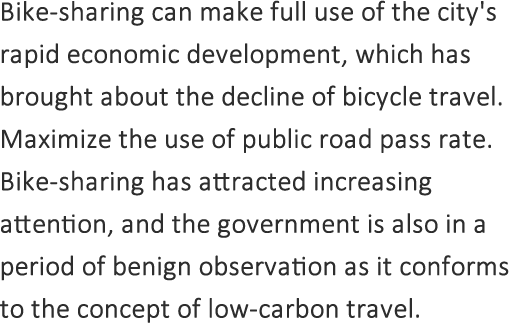 Bike-sharing can make full use of the city's
rapid economic development, which has
brought about the decline of bicycle travel.
Maximize the use of public road pass rate.
Bike-sharing has attracted increasing
attention, and the government is also in a
period of benign observation as it conforms
to the concept of low-carbon travel.